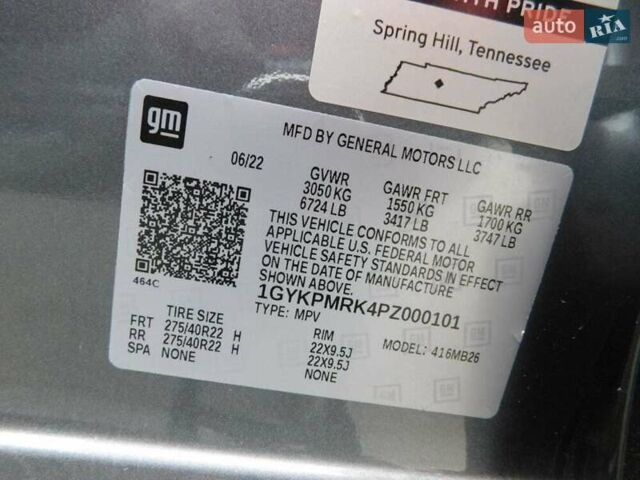 PRIDE
auto RIA .com
Spring Hill, Tennessee
gm
MFD BY GENERAL MOTORS LLC
06/22
GVWR GAWR FRT GAWR RR
3050 KG 1550 KG 1700 KG
6724 LB 3417 LB 3747 LB
THIS VEHICLE CONFORMS TO ALL
APPLICABLE U.S. FEDERAL MOTOR
VEHICLE SAFETY STANDARDS IN EFFECT
ON THE DATE OF MANUFACTURE
SHOWN ABOVE.
464C
1GYKPMRK4PZ000101
TYPE: MPV
MODEL: 416MB26
TIRE SIZE RIM
FRT 275/40R22 H 22X9.5J
RR 275/40R22 H 22X9.5J
SPA NONE NONE